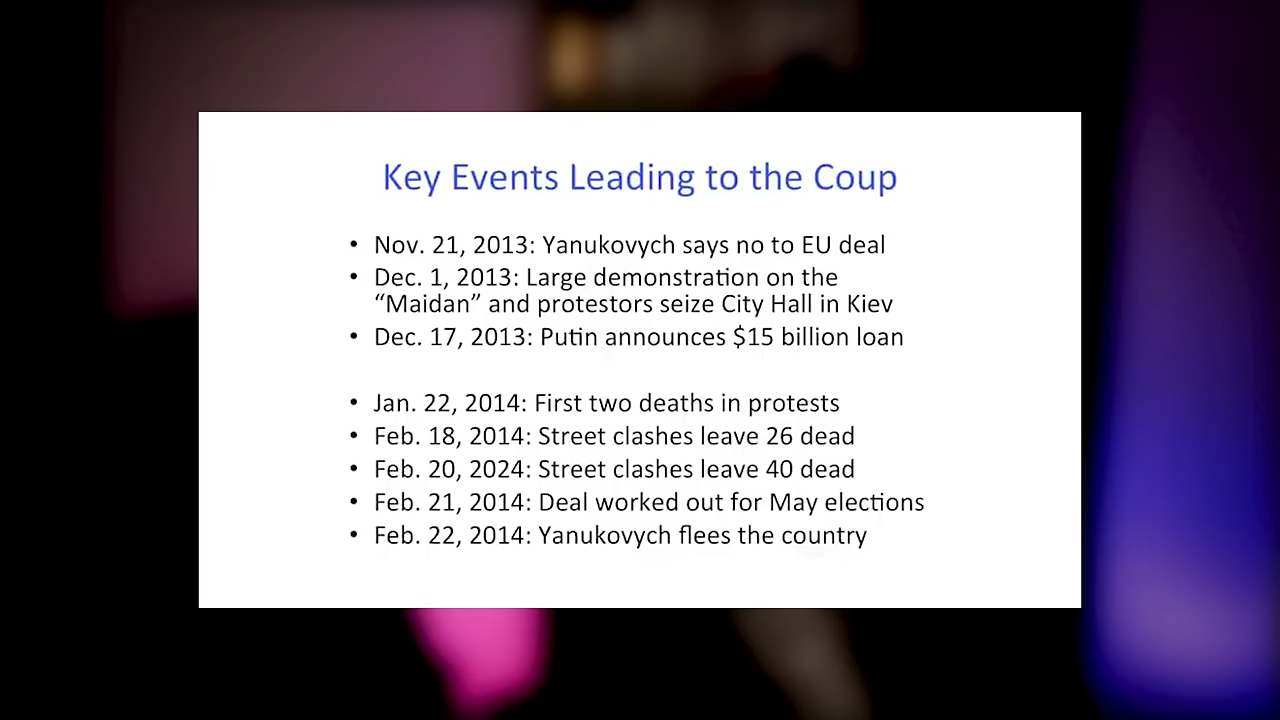 Key Events Leading to the Coup
• Nov. 21, 2013: Yanukovych says no to EU deal
• Dec. 1, 2013: Large demonstration on the
“Maidan” and protestors seize City Hall in Kiev
• Dec. 17, 2013: Putin announces $15 billion loan
• Jan. 22, 2014: First two deaths in protests
• Feb. 18, 2014: Street clashes leave 26 dead
• Feb. 20, 2024: Street clashes leave 40 dead
• Feb. 21, 2014: Deal worked out for May elections
• Feb. 22, 2014: Yanukovych flees the country